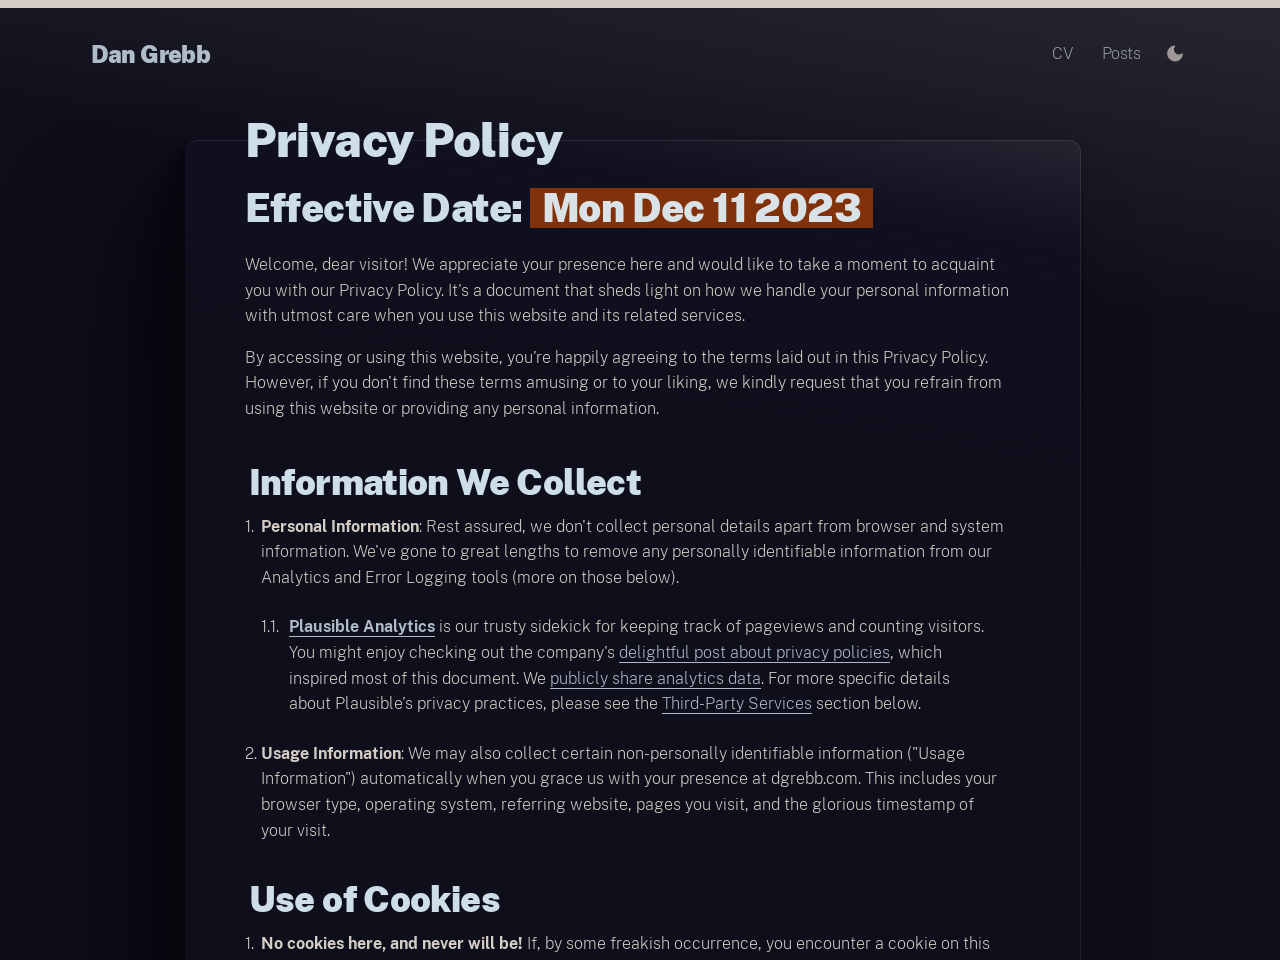 Dan Grebb
CV Posts
Privacy Policy
Effective Date: Mon Dec 11 2023
Welcome, dear visitor! We appreciate your presence here and would like to take a moment to acquaint
you with our Privacy Policy. It's a document that sheds light on how we handle your personal information
with utmost care when you use this website and its related services.
By accessing or using this website, you're happily agreeing to the terms laid out in this Privacy Policy.
However, if you don't find these terms amusing or to your liking, we kindly request that you refrain from
using this website or providing any personal information.
Information We Collect
1. Personal Information: Rest assured, we don't collect personal details apart from browser and system
information. We've gone to great lengths to remove any personally identifiable information from our
Analytics and Error Logging tools (more on those below).
1.1. Plausible Analytics is our trusty sidekick for keeping track of pageviews and counting visitors.
You might enjoy checking out the company's delightful post about privacy policies, which
inspired most of this document. We publicly share analytics data. For more specific details
about Plausible's privacy practices, please see the Third-Party Services section below.
2. Usage Information: We may also collect certain non-personally identifiable information ("Usage
Information") automatically when you grace us with your presence at dgrebb.com. This includes your
browser type, operating system, referring website, pages you visit, and the glorious timestamp of
your visit.
Use of Cookies
1. No cookies here, and never will be! If, by some freakish occurrence, you encounter a cookie on this